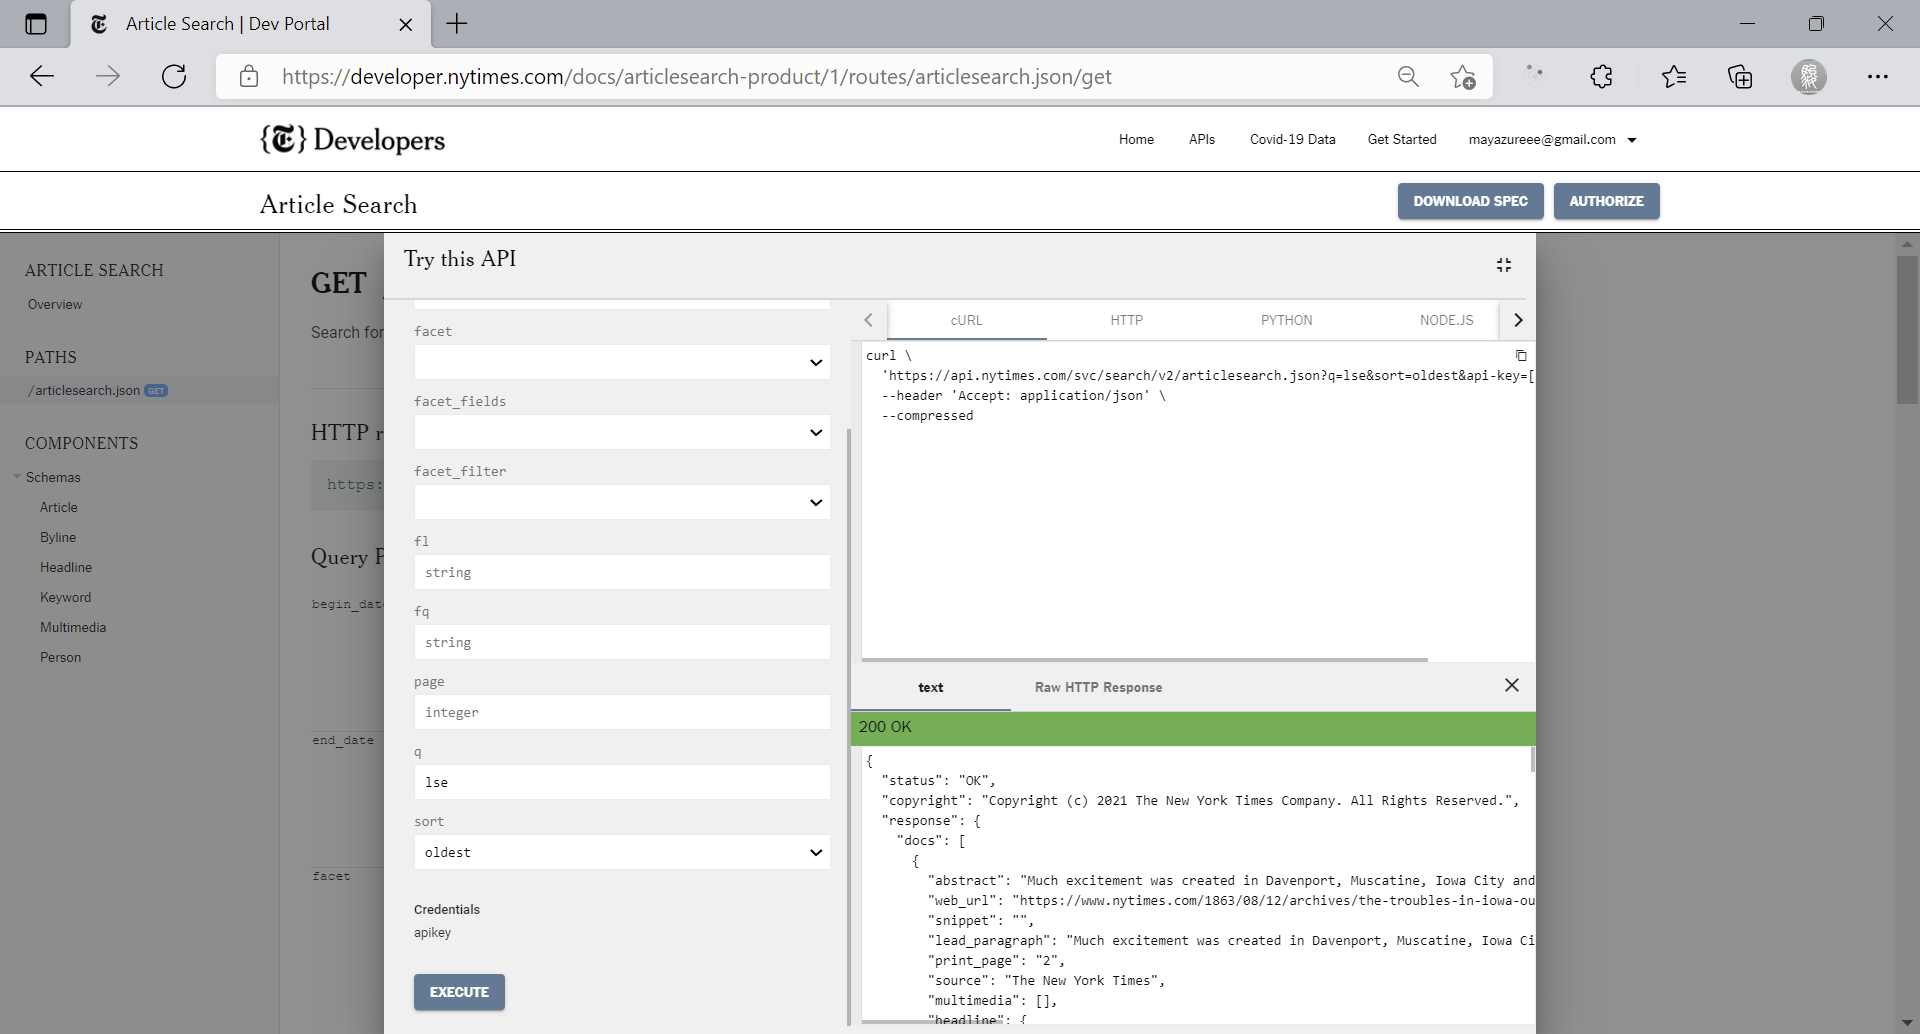 Article Search | Dev Portal
https://developer.nytimes.com/docs/articlesearch-product/1/routes/articlesearch.json/get
{T} Developers
Home APIs Covid-19 Data Get Started mayazureee@gmail.com
Article Search
DOWNLOAD SPEC AUTHORIZE
ARTICLE SEARCH
Overview
PATHS
/articlesearch.json GET
COMPONENTS
Schemas
Article
Byline
Headline
Keyword
Multimedia
Person
GET
Search for
HTTP r
https:
Query P
begin_date
end_date
facet
Try this API
facet
facet_fields
facet_filter
fl
string
fq
string
page
integer
q
lse
sort
oldest
Credentials
apikey
EXECUTE
cURL HTTP PYTHON NODE.JS
curl \
'https://api.nytimes.com/svc/search/v2/articlesearch.json?q=lse&sort=oldest&api-key=[
--header 'Accept: application/json' \
--compressed
text Raw HTTP Response
200 OK
{
"status": "OK",
"copyright": "Copyright (c) 2021 The New York Times Company. All Rights Reserved.",
"response": {
"docs": [
{
"abstract": "Much excitement was created in Davenport, Muscatine, Iowa City and
"web_url": "https://www.nytimes.com/1863/08/12/archives/the-troubles-in-iowa-ou
"snippet": "",
"lead_paragraph": "Much excitement was created in Davenport, Muscatine, Iowa Ci
"print_page": "2",
"source": "The New York Times",
"multimedia": [],
"headline": {